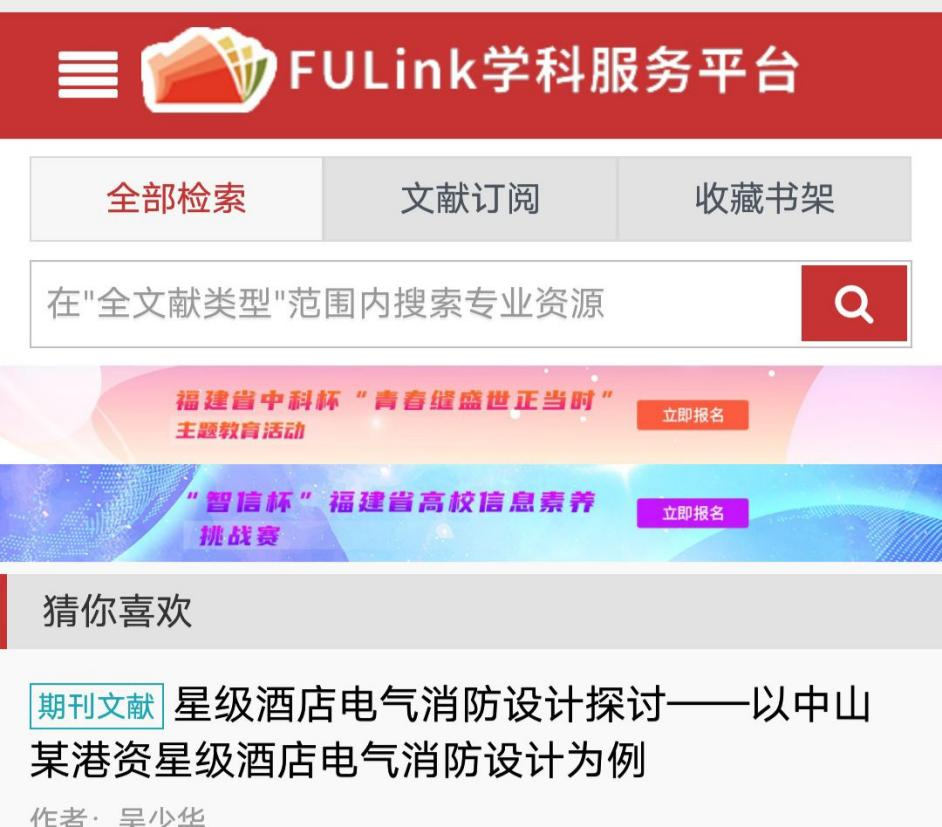 FULink学科服务平台
全部检索 文献订阅 收藏书架
在"全文献类型"范围内搜索专业资源
福建省中科杯“青春缝盛世正当时”
主题教育活动
立即报名
“智信杯”福建省高校信息素养
挑战赛
立即报名
猜你喜欢
期刊文献 星级酒店电气消防设计探讨——以中山
某港资星级酒店电气消防设计为例
作者：吴少华